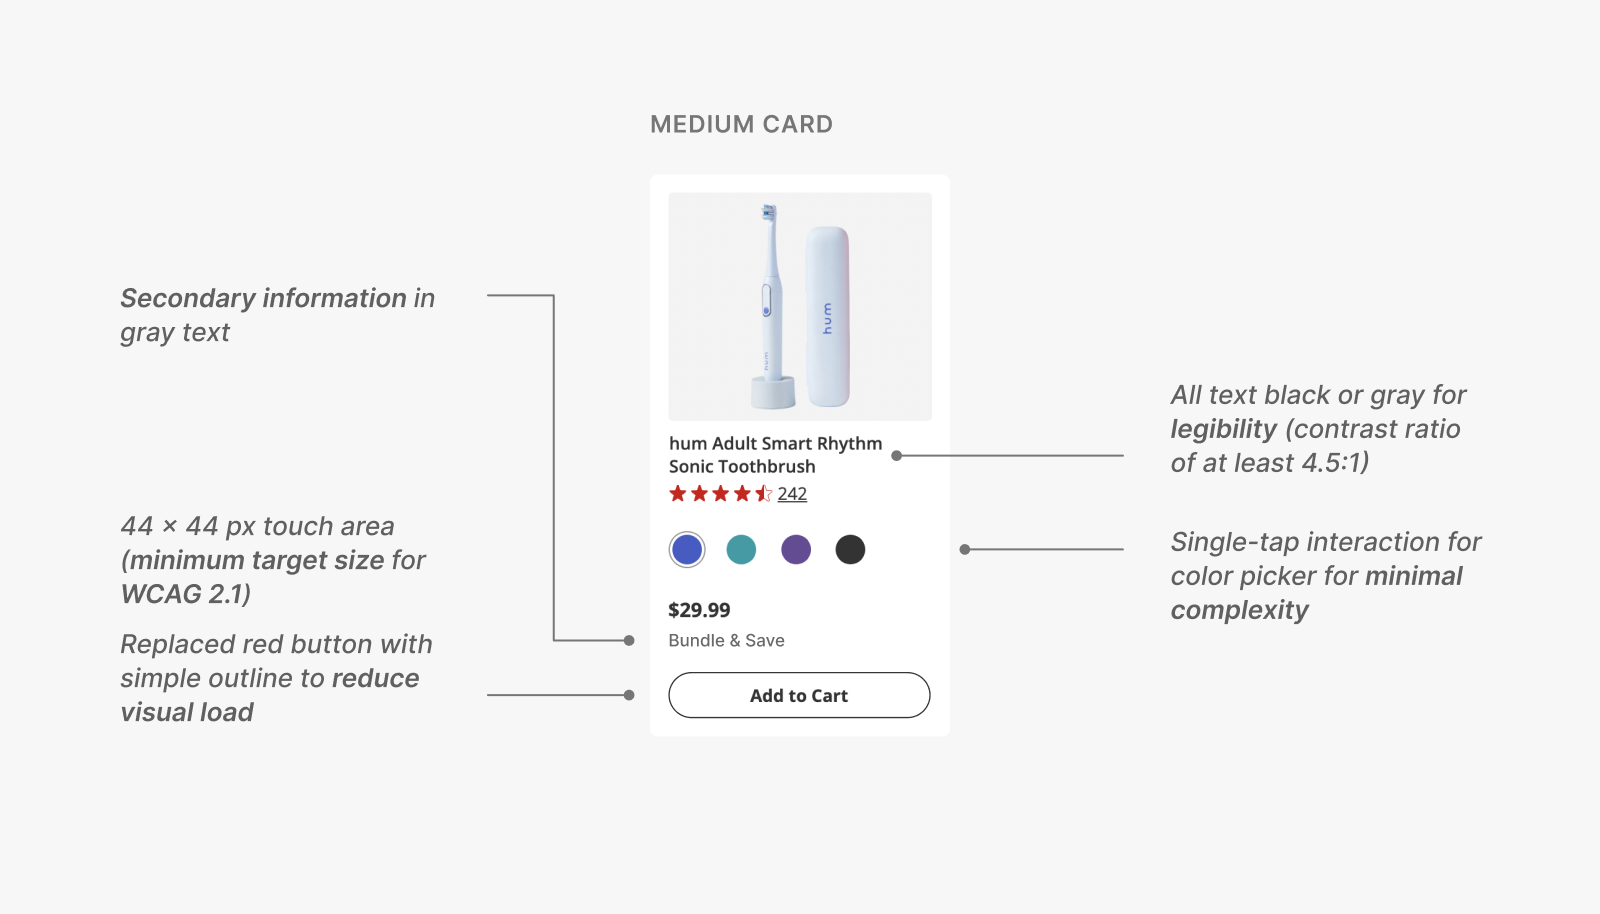 MEDIUM CARD
Secondary information in
gray text
44 × 44 px touch area
(minimum target size for
WCAG 2.1)
Replaced red button with
simple outline to reduce
visual load
hum
hum
hum Adult Smart Rhythm
Sonic Toothbrush
242
$29.99
Bundle & Save
Add to Cart
All text black or gray for
legibility (contrast ratio
of at least 4.5:1)
Single-tap interaction for
color picker for minimal
complexity